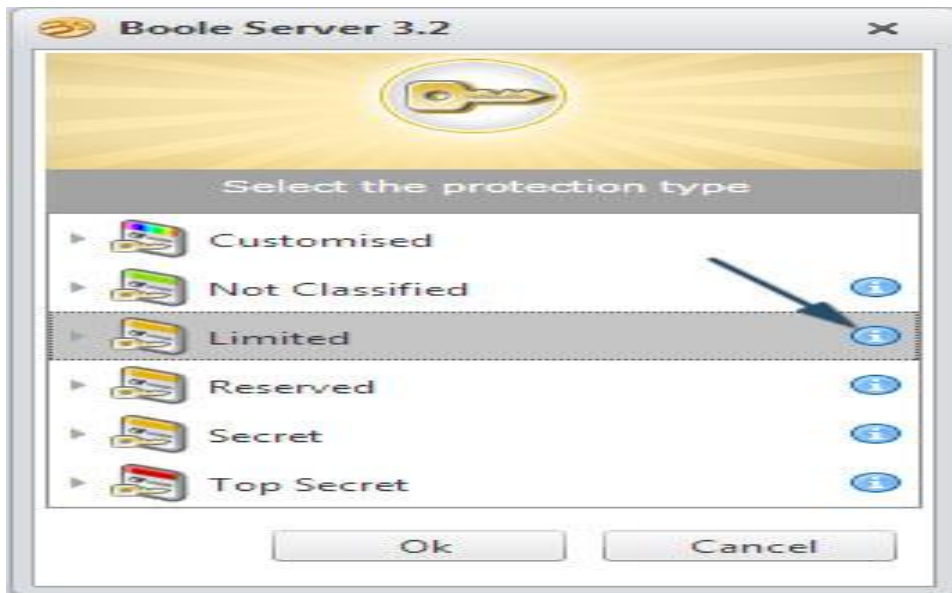 Boole Server 3.2
Select the protection type
Customised
Not Classified
Limited
Reserved
Secret
Top Secret
Ok
Cancel